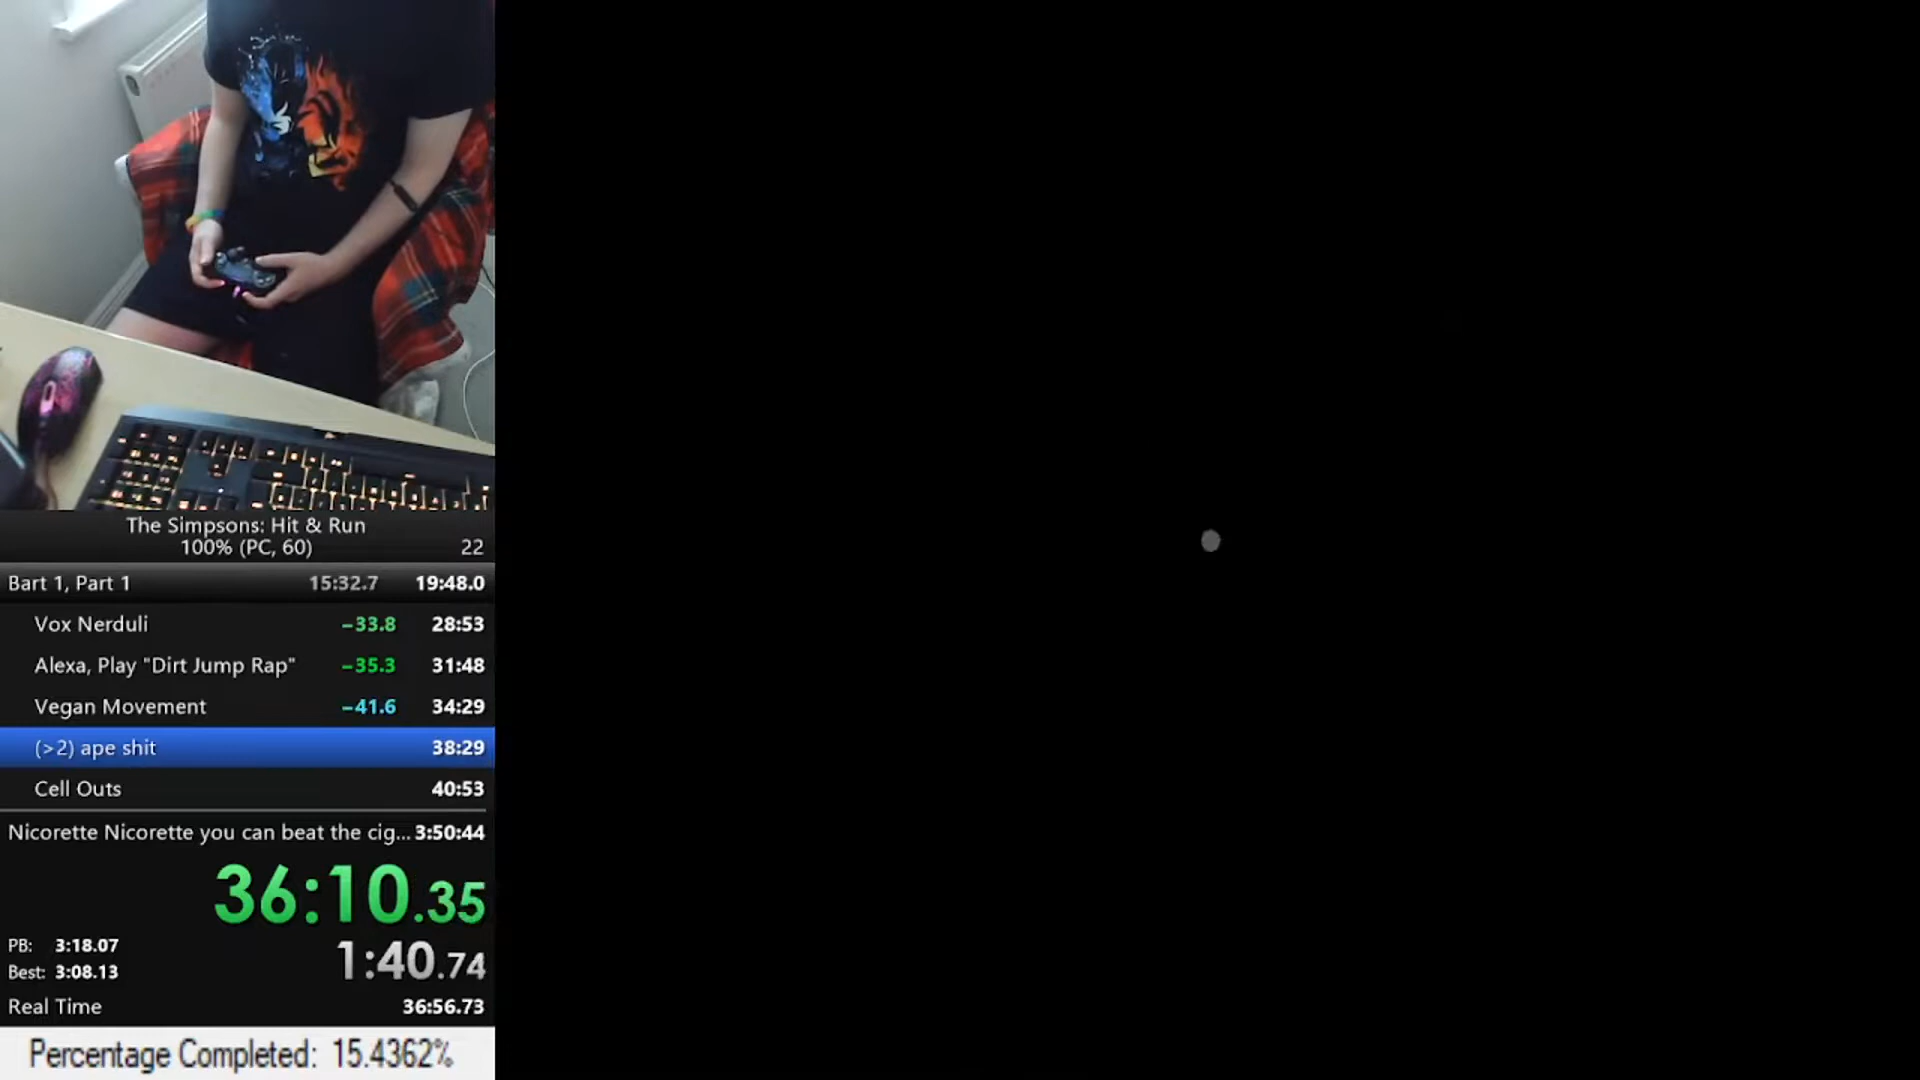 The Simpsons: Hit & Run
100% (PC, 60) 22
Bart 1, Part 1 15:32.7 19:48.0
Vox Nerduli −33.8 28:53
Alexa, Play "Dirt Jump Rap" −35.3 31:48
Vegan Movement −41.6 34:29
(>2) ape shit 38:29
Cell Outs 40:53
Nicorette Nicorette you can beat the cig... 3:50:44
36:10.35
PB: 3:18.07
1:40.74
Best: 3:08.13
Real Time 36:56.73
Percentage Completed: 15.4362%